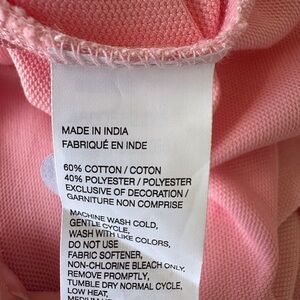 MADE IN INDIA
FABRIQUÉ EN INDE
60% COTTON / COTON
40% POLYESTER / POLYESTER
EXCLUSIVE OF DECORATION /
GARNITURE NON COMPRISE
MACHINE WASH COLD,
GENTLE CYCLE,
WASH WITH LIKE COLORS,
DO NOT USE
FABRIC SOFTENER,
NON-CHLORINE BLEACH ONLY,
REMOVE PROMPTLY,
TUMBLE DRY NORMAL CYCLE,
LOW HEAT,